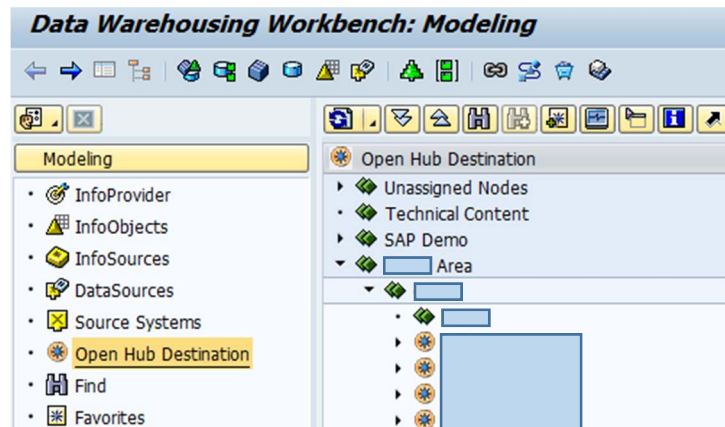 Data Warehousing Workbench: Modeling
Modeling
InfoProvider
InfoObjects
InfoSources
DataSources
Source Systems
Open Hub Destination
Find
Favorites
Open Hub Destination
Unassigned Nodes
Technical Content
SAP Demo
Area